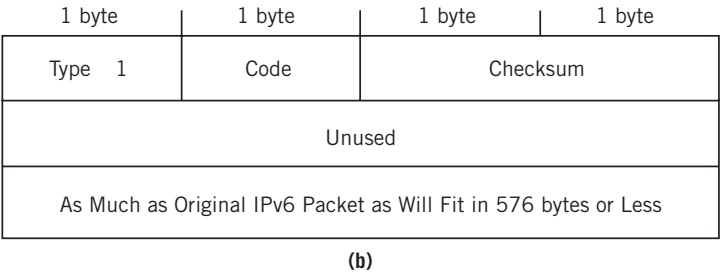 1 byte 1 byte 1 byte 1 byte
Type 1 Code Checksum
Unused
As Much as Original IPv6 Packet as Will Fit in 576 bytes or Less
(b)